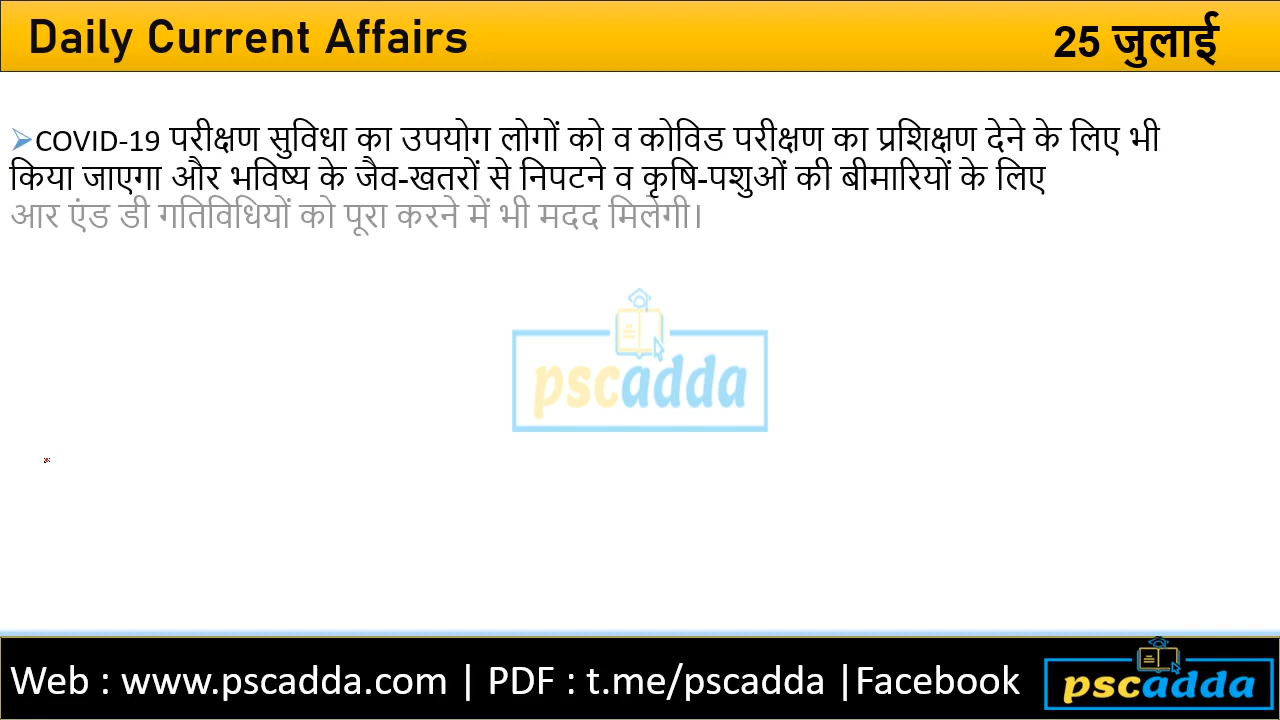 Daily Current Affairs
25 जुलाई
COVID-19 परीक्षण सुविधा का उपयोग लोगों को व कोविड परीक्षण का प्रशिक्षण देने के लिए भी
किया जाएगा और भविष्य के जैव-खतरों से निपटने व कृषि-पशुओं की बीमारियों के लिए
आर एंड डी गतिविधियों को पूरा करने में भी मदद मिलेगी।
pscadda
Web : www.pscadda.com | PDF : t.me/pscadda |Facebook
pscadda